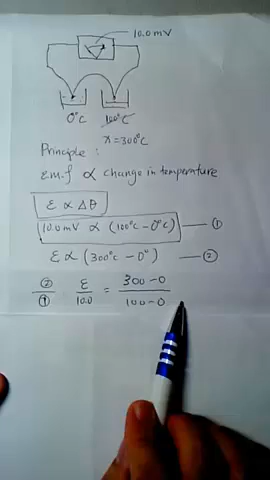 10.0mV
0°C 100°C
x=300°C
Principle:
e.m.f ∝ change in temperature
ε ∝ Δθ
10.0mV ∝ (100°C - 0°C) — ①
ε ∝ (300°C - 0°) — ②
②/① ε/10.0 = 300-0/100-0